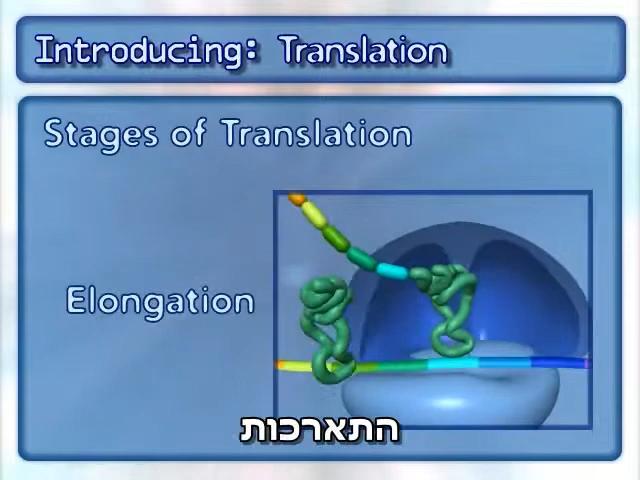 Introducing: Translation
Stages of Translation
Elongation
התארכות